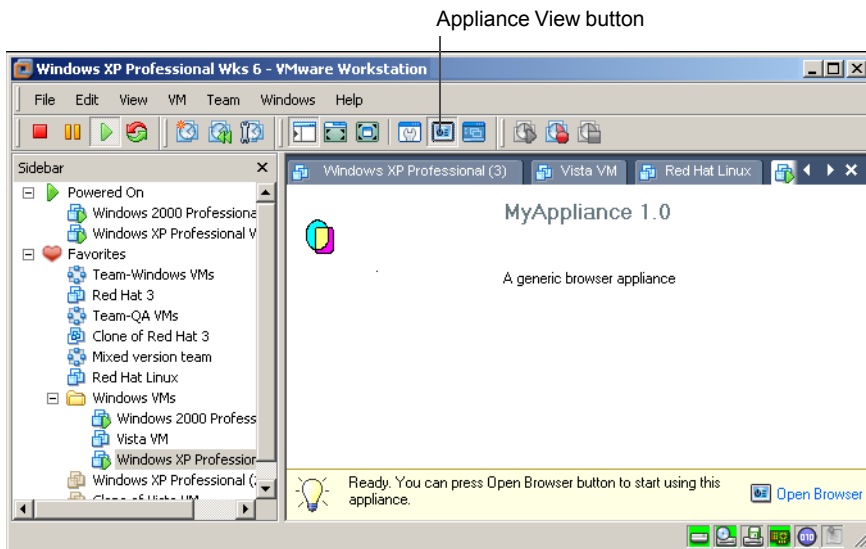 Appliance View button
Windows XP Professional Wks 6 - VMware Workstation
File Edit View VM Team Windows Help
Sidebar
Powered On
Windows 2000 Professiona
Windows XP Professional V
Favorites
Team-Windows VMs
Red Hat 3
Team-QA VMs
Clone of Red Hat 3
Mixed version team
Red Hat Linux
Windows VMs
Windows 2000 Profess
Vista VM
Windows XP Profession
Windows XP Professional (
Windows XP Professional (3) Vista VM Red Hat Linux
MyAppliance 1.0
A generic browser appliance
Ready. You can press Open Browser button to start using this
appliance.
Open Browser